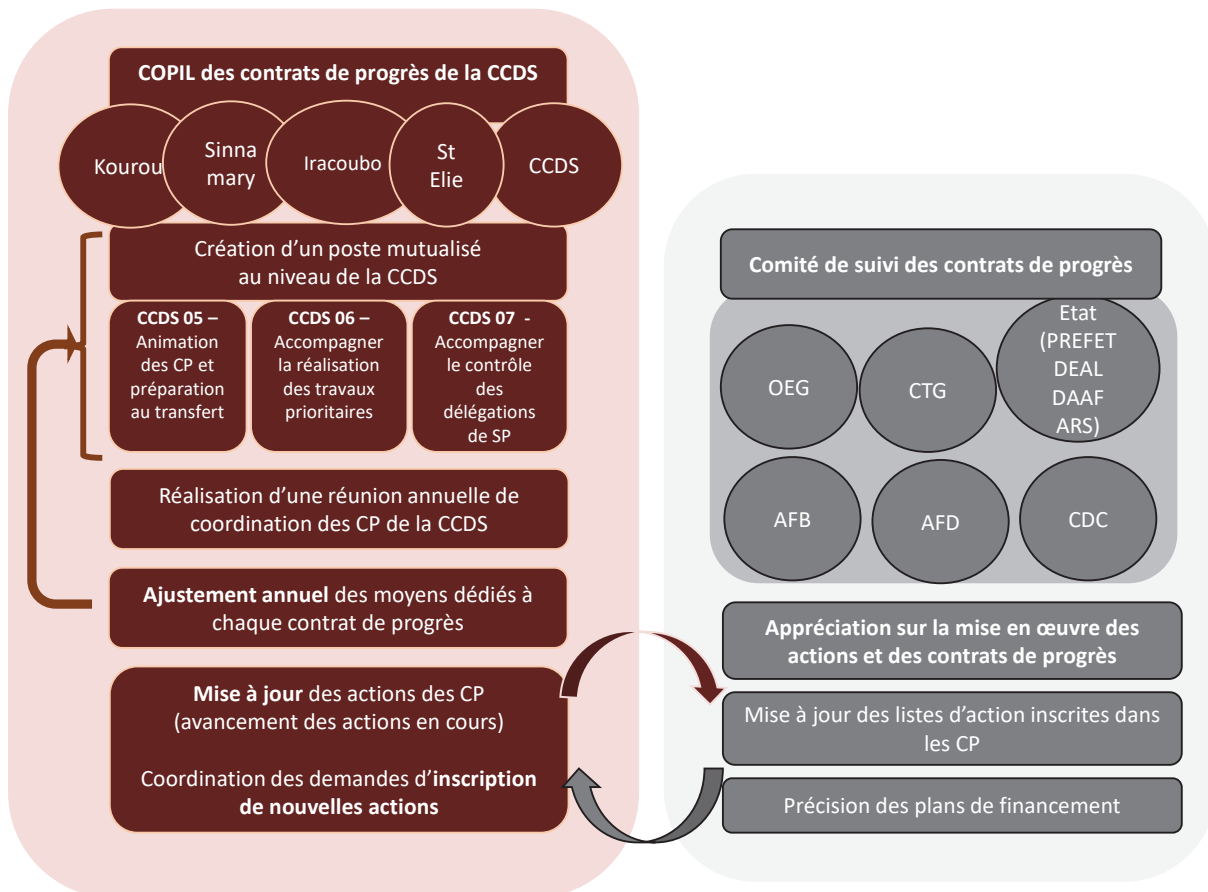 COPIL des contrats de progrès de la CCDS
Kourou
Sinna
mary
Iracoubo
St
Elie
CCDS
Création d’un poste mutualisé
au niveau de la CCDS
CCDS 05 –
Animation
des CP et
préparation
au transfert
CCDS 06 –
Accompagner
la réalisation
des travaux
prioritaires
CCDS 07 -
Accompagner
le contrôle
des
délégations
de SP
Réalisation d’une réunion annuelle de
coordination des CP de la CCDS
Ajustement annuel des moyens dédiés à
chaque contrat de progrès
Mise à jour des actions des CP
(avancement des actions en cours)
Coordination des demandes d’inscription
de nouvelles actions
Comité de suivi des contrats de progrès
OEG
CTG
Etat
(PREFET
DEAL
DAAF
ARS)
AFB
AFD
CDC
Appréciation sur la mise en œuvre des
actions et des contrats de progrès
Mise à jour des listes d’action inscrites dans
les CP
Précision des plans de financement